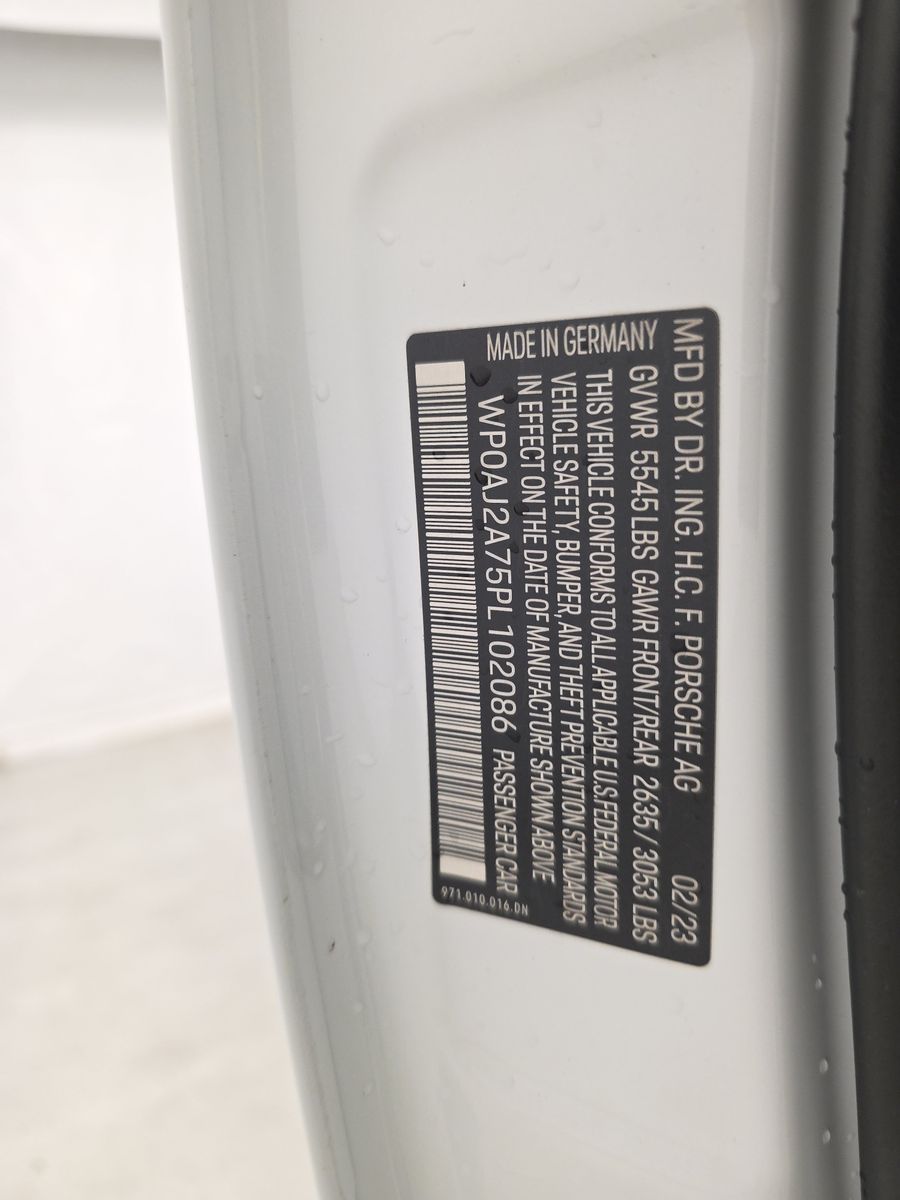 MFD BY DR. ING. H.C. F. PORSCHE AG 02/23
GVWR 5545 LBS GAWR FRONT/REAR 2635 / 3053 LBS
MADE IN GERMANY
THIS VEHICLE CONFORMS TO ALL APPLICABLE U.S.FEDERAL MOTOR
VEHICLE SAFETY, BUMPER, AND THEFT PREVENTION STANDARDS
IN EFFECT ON THE DATE OF MANUFACTURE SHOWN ABOVE
WP0AJ2A75PL102086 PASSENGER CAR
971.010.016.DN